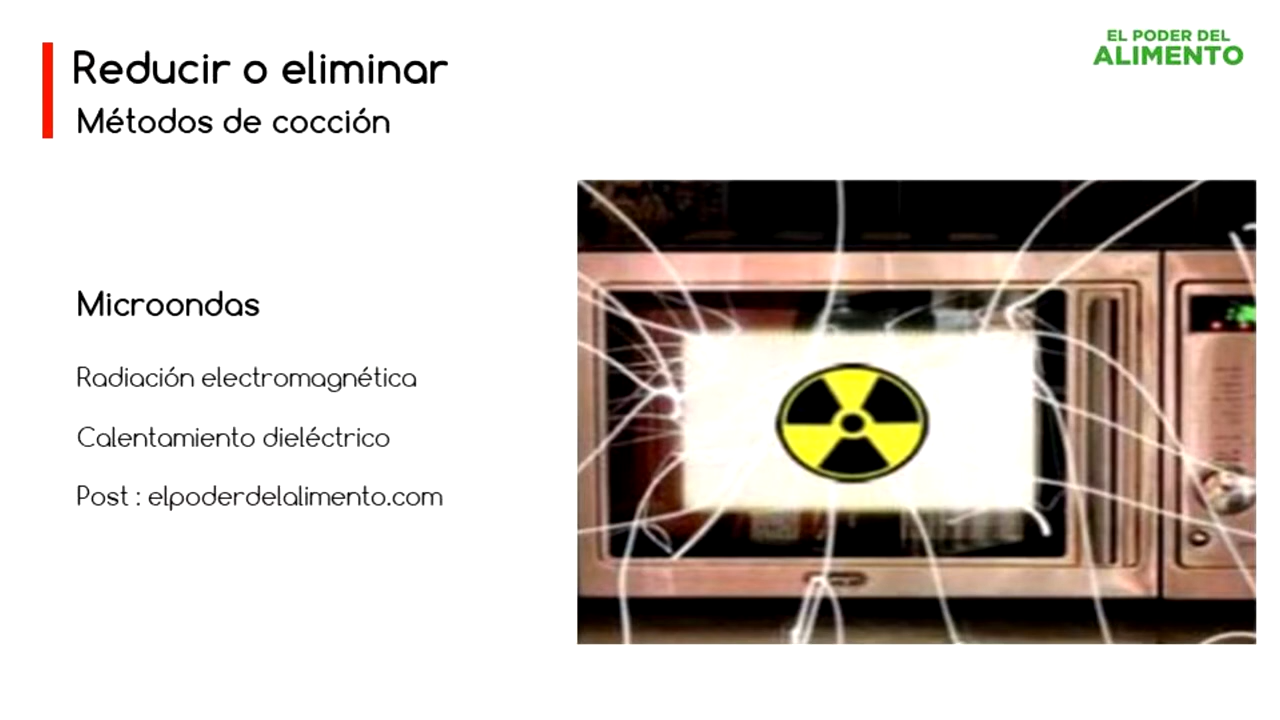 Reducir o eliminar
Métodos de cocción
EL PODER DEL
ALIMENTO
Microondas
Radiación electromagnética
Calentamiento dieléctrico
Post : elpoderdelalimento.com